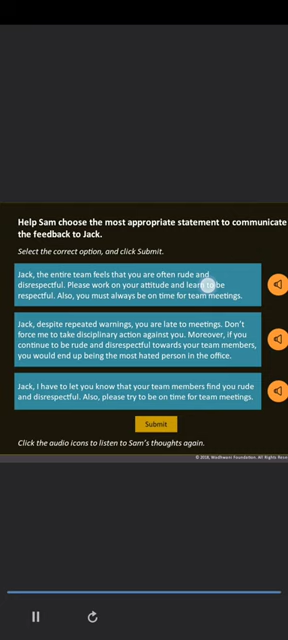 Help Sam choose the most appropriate statement to communicate
the feedback to Jack.
Select the correct option, and click Submit.
Jack, the entire team feels that you are often rude and
disrespectful. Please work on your attitude and learn to be
respectful. Also, you must always be on time for team meetings.
Jack, despite repeated warnings, you are late to meetings. Don't
force me to take disciplinary action against you. Moreover, if you
continue to be rude and disrespectful towards your team members,
you would end up being the most hated person in the office.
Jack, I have to let you know that your team members find you rude
and disrespectful. Also, please try to be on time for team meetings.
Submit
Click the audio icons to listen to Sam's thoughts again.
© 2018, Wadhwani Foundation. All Rights Rese